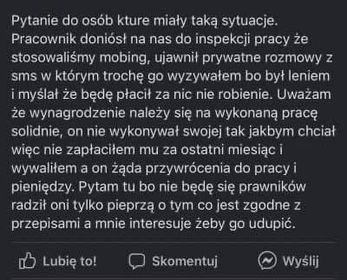 Pytanie do osób kture miały taką sytuacje.
Pracownik doniósł na nas do inspekcji pracy że
stosowaliśmy mobing, ujawnił prywatne rozmowy z
sms w którym trochę go wyzywałem bo był leniem
i myślał że będę płacił za nic nie robienie. Uważam
że wynagrodzenie należy się na wykonaną pracę
solidnie, on nie wykonywał swojej tak jakbym chciał
więc nie zapłaciłem mu za ostatni miesiąc i
wywaliłem a on żąda przywrócenia do pracy i
pieniędzy. Pytam tu bo nie będę się prawników
radził oni tylko pieprzą o tym co jest zgodne z
przepisami a mnie interesuje żeby go udupić.
Lubię to! Skomentuj Wyślij